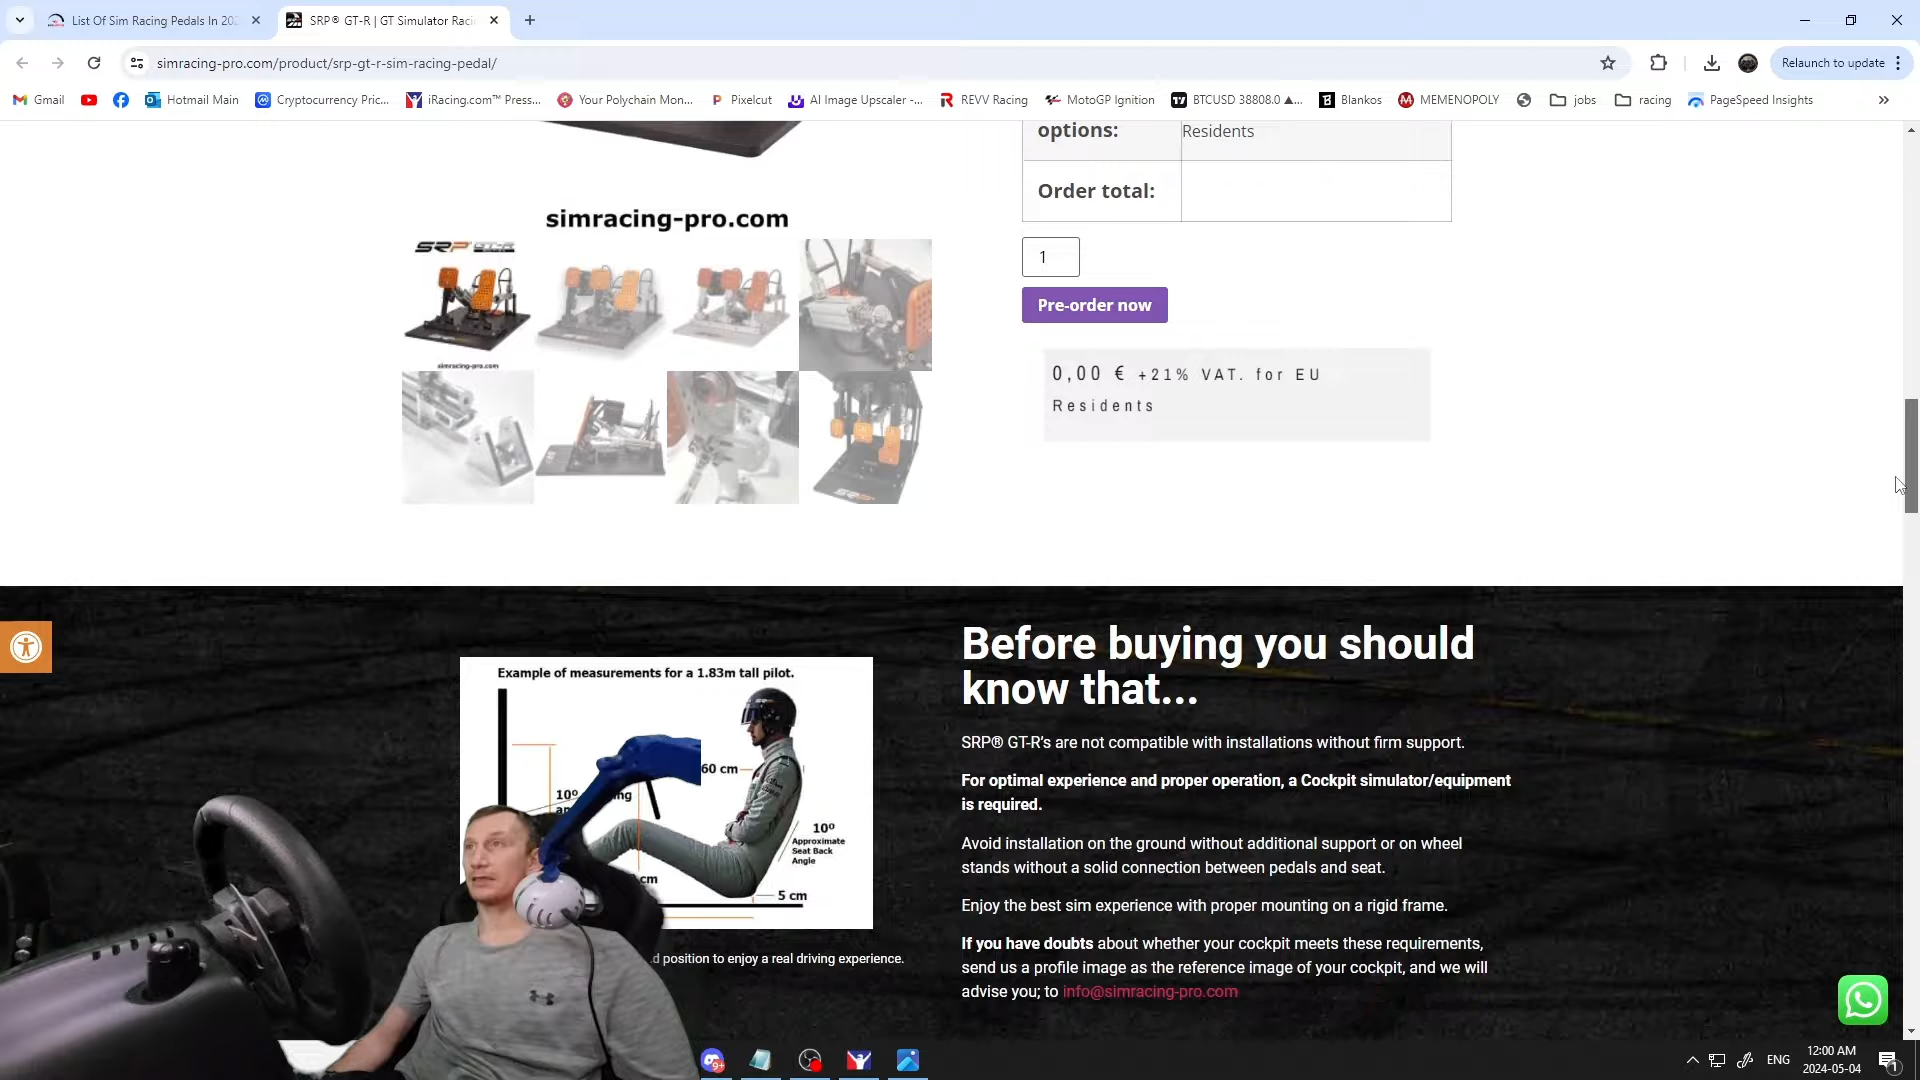 List Of Sim Racing Pedals In 202
SRP® GT-R | GT Simulator Raci
simracing-pro.com/product/srp-gt-r-sim-racing-pedal/
Relaunch to update
Gmail
Hotmail Main
Cryptocurrency Pric...
iRacing.com™ Press...
Your Polychain Mon...
Pixelcut
AI Image Upscaler -...
REVV Racing
MotoGP Ignition
BTCUSD 38808.0 ▲...
Blankos
MEMENOPOLY
jobs
racing
PageSpeed Insights
options:
Residents
Order total:
simracing-pro.com
SRP GT-R
simracing-pro.com
1
Pre-order now
0,00 € +21% VAT. for EU
Residents
Example of measurements for a 1.83m tall pilot.
60 cm
10º
10º
Approximate
Seat Back
Angle
cm
5 cm
d position to enjoy a real driving experience.
Before buying you should
know that...
SRP® GT-R's are not compatible with installations without firm support.
For optimal experience and proper operation, a Cockpit simulator/equipment
is required.
Avoid installation on the ground without additional support or on wheel
stands without a solid connection between pedals and seat.
Enjoy the best sim experience with proper mounting on a rigid frame.
If you have doubts about whether your cockpit meets these requirements,
send us a profile image as the reference image of your cockpit, and we will
advise you; to info@simracing-pro.com
9+
ENG
12:00 AM
2024-05-04
1